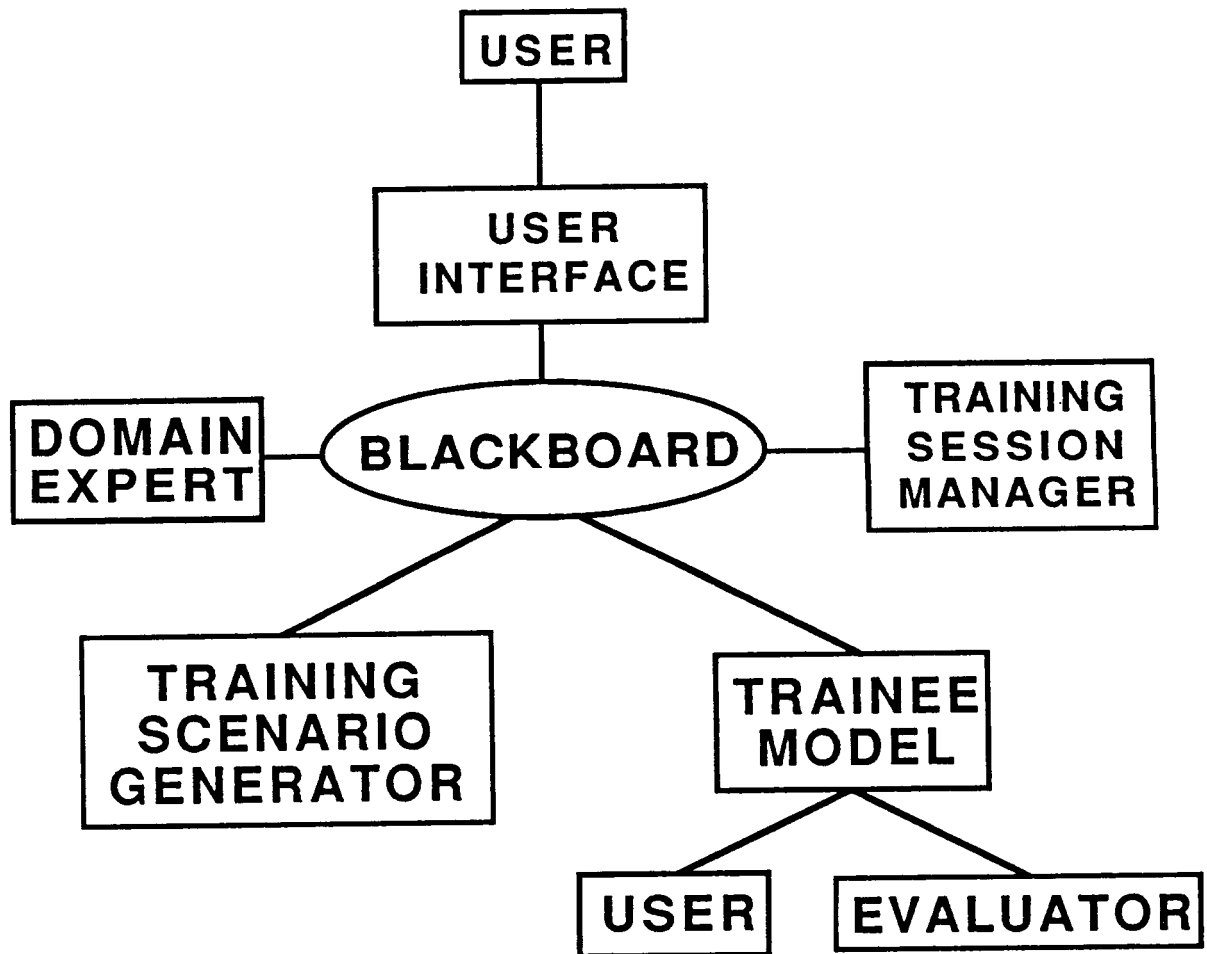 USER
USER
INTERFACE
DOMAIN
EXPERT
BLACKBOARD
TRAINING
SESSION
MANAGER
TRAINING
SCENARIO
GENERATOR
TRAINEE
MODEL
USER
EVALUATOR